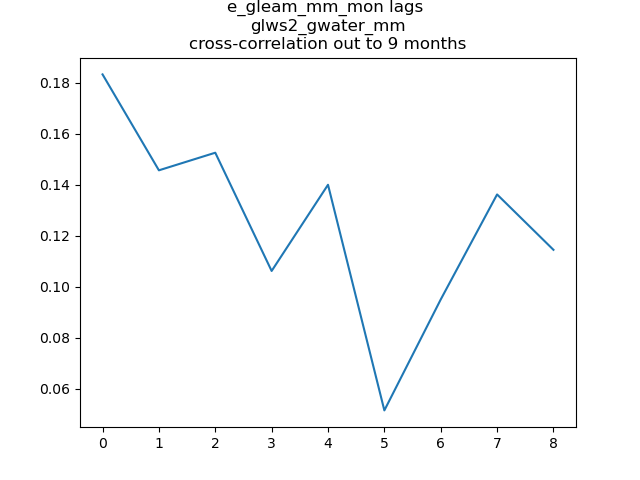 e_gleam_mm_mon lags
glws2_gwater_mm
cross-correlation out to 9 months
0.18
0.16
0.14
0.12
0.10
0.08
0.06
0 1 2 3 4 5 6 7 8